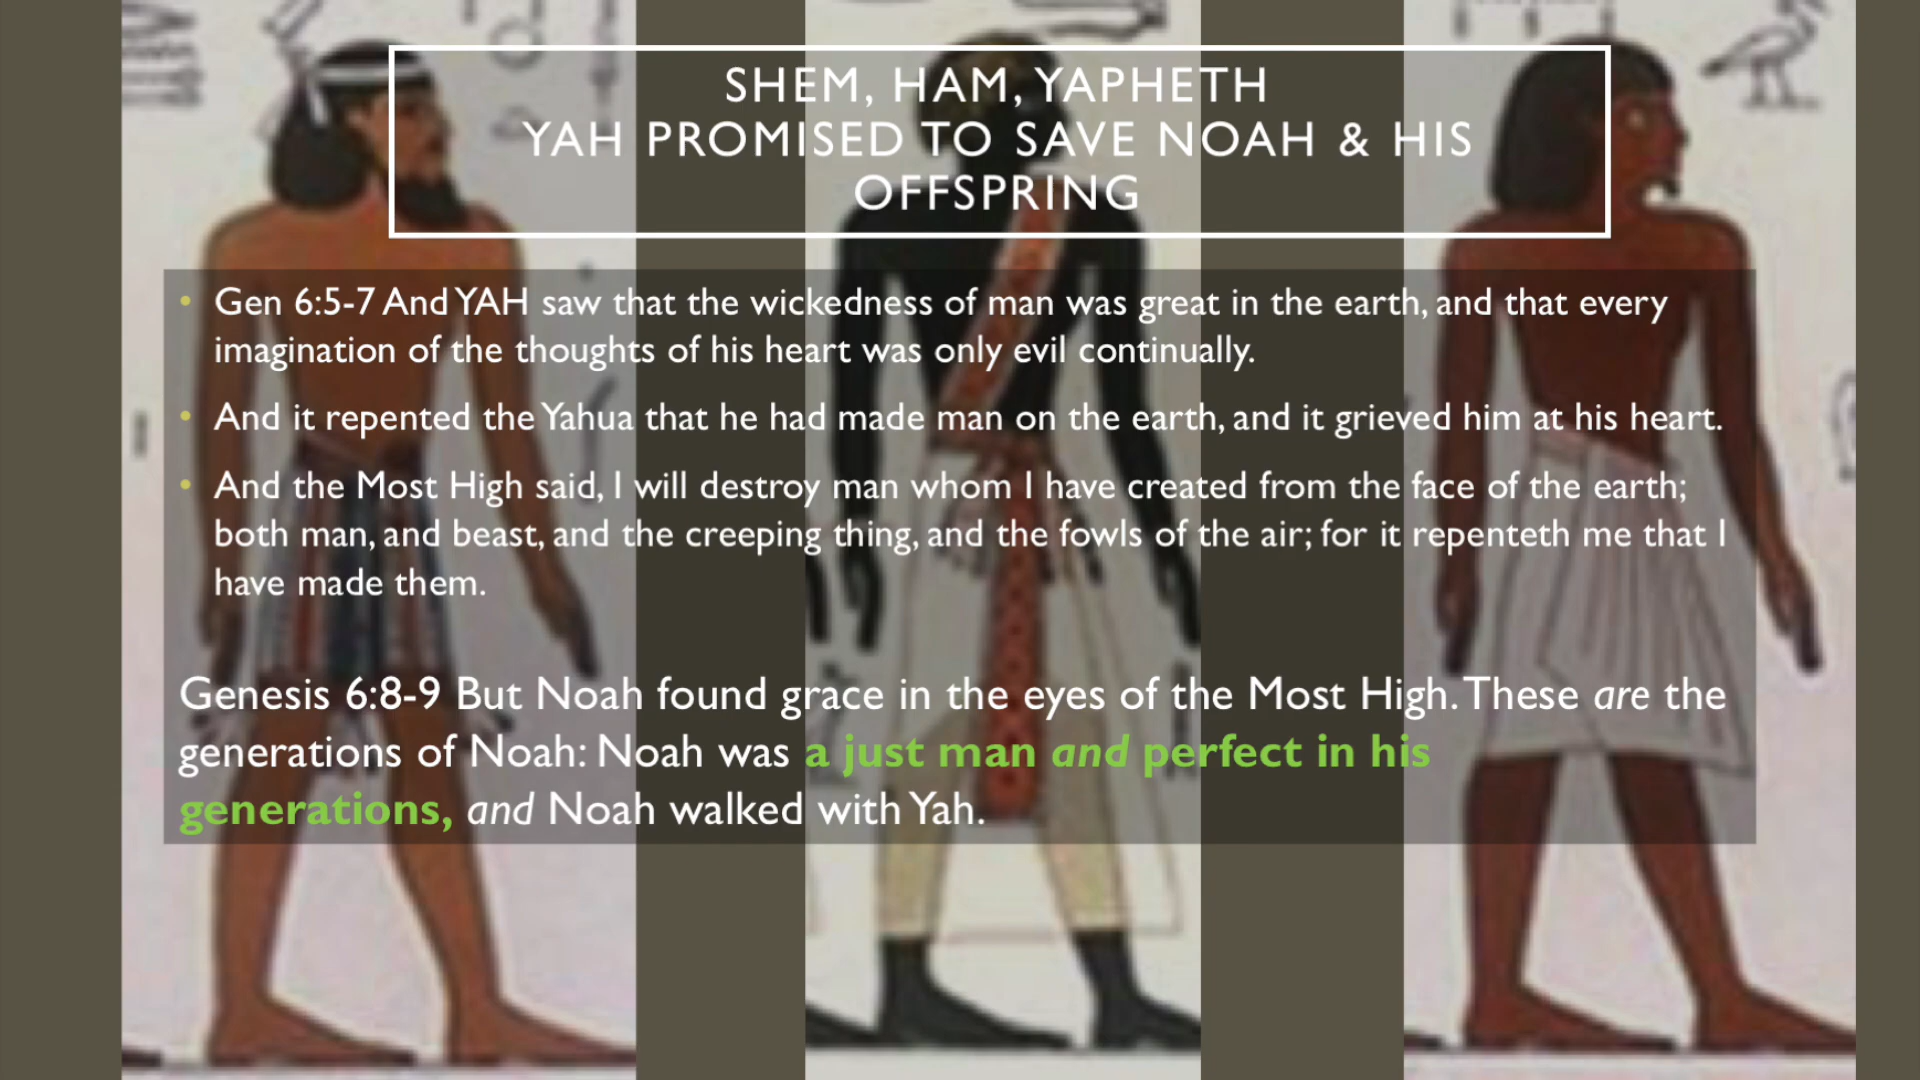 SHEM, HAM, YAPHETH
YAH PROMISED TO SAVE NOAH & HIS
OFFSPRING
• Gen 6:5-7 And YAH saw that the wickedness of man was great in the earth, and that every
imagination of the thoughts of his heart was only evil continually.
• And it repented the Yahua that he had made man on the earth, and it grieved him at his heart.
• And the Most High said, I will destroy man whom I have created from the face of the earth;
both man, and beast, and the creeping thing, and the fowls of the air; for it repenteth me that I
have made them.
Genesis 6:8-9 But Noah found grace in the eyes of the Most High. These are the
generations of Noah: Noah was a just man and perfect in his
generations, and Noah walked with Yah.